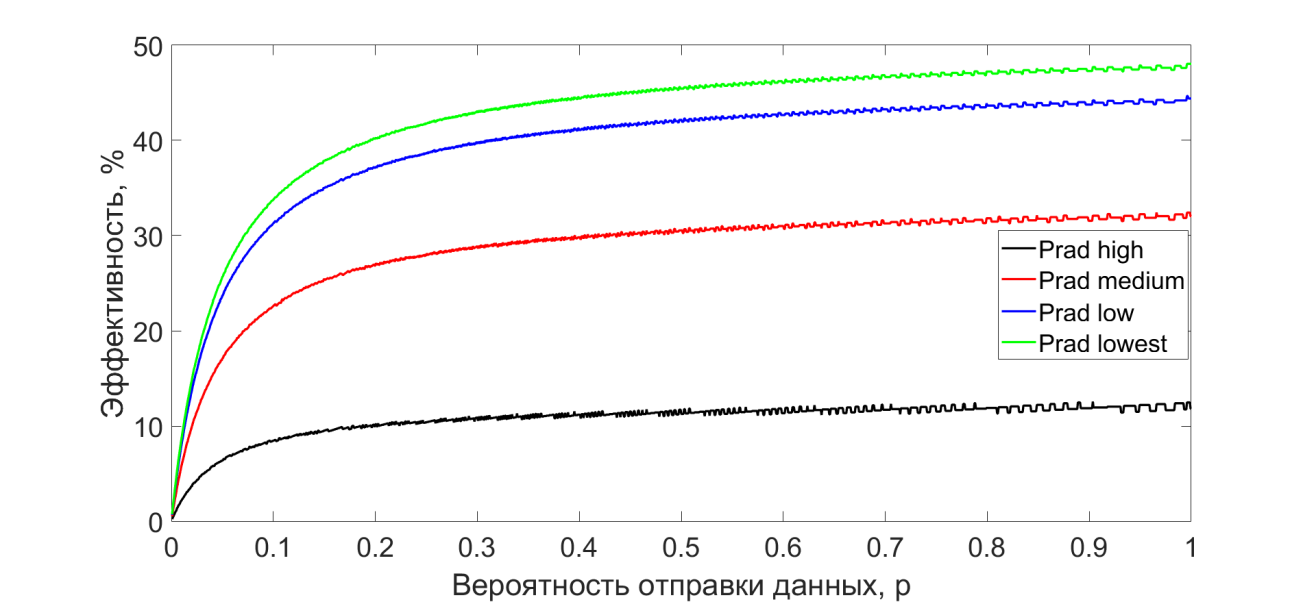 50
40
30
20
10
0
Эффективность, %
Prad high
Prad medium
Prad low
Prad lowest
0 0.1 0.2 0.3 0.4 0.5 0.6 0.7 0.8 0.9 1
Вероятность отправки данных, p